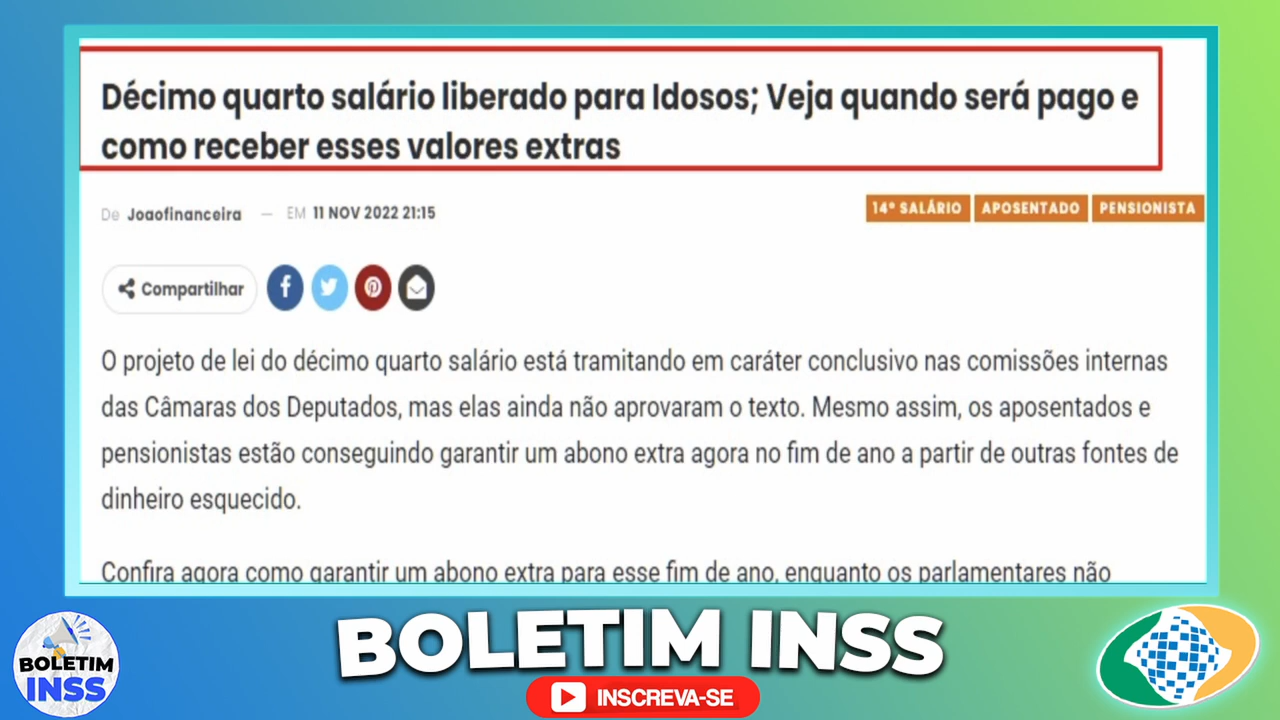 Décimo quarto salário liberado para Idosos; Veja quando será pago e
como receber esses valores extras
De Joaofinanceira — EM 11 NOV 2022 21:15
14º SALÁRIO APOSENTADO PENSIONISTA
Compartilhar
O projeto de lei do décimo quarto salário está tramitando em caráter conclusivo nas comissões internas
das Câmaras dos Deputados, mas elas ainda não aprovaram o texto. Mesmo assim, os aposentados e
pensionistas estão conseguindo garantir um abono extra agora no fim de ano a partir de outras fontes de
dinheiro esquecido.
Confira agora como garantir um abono extra para esse fim de ano, enquanto os parlamentares não
BOLETIM INSS
BOLETIM
INSS
INSCREVA-SE